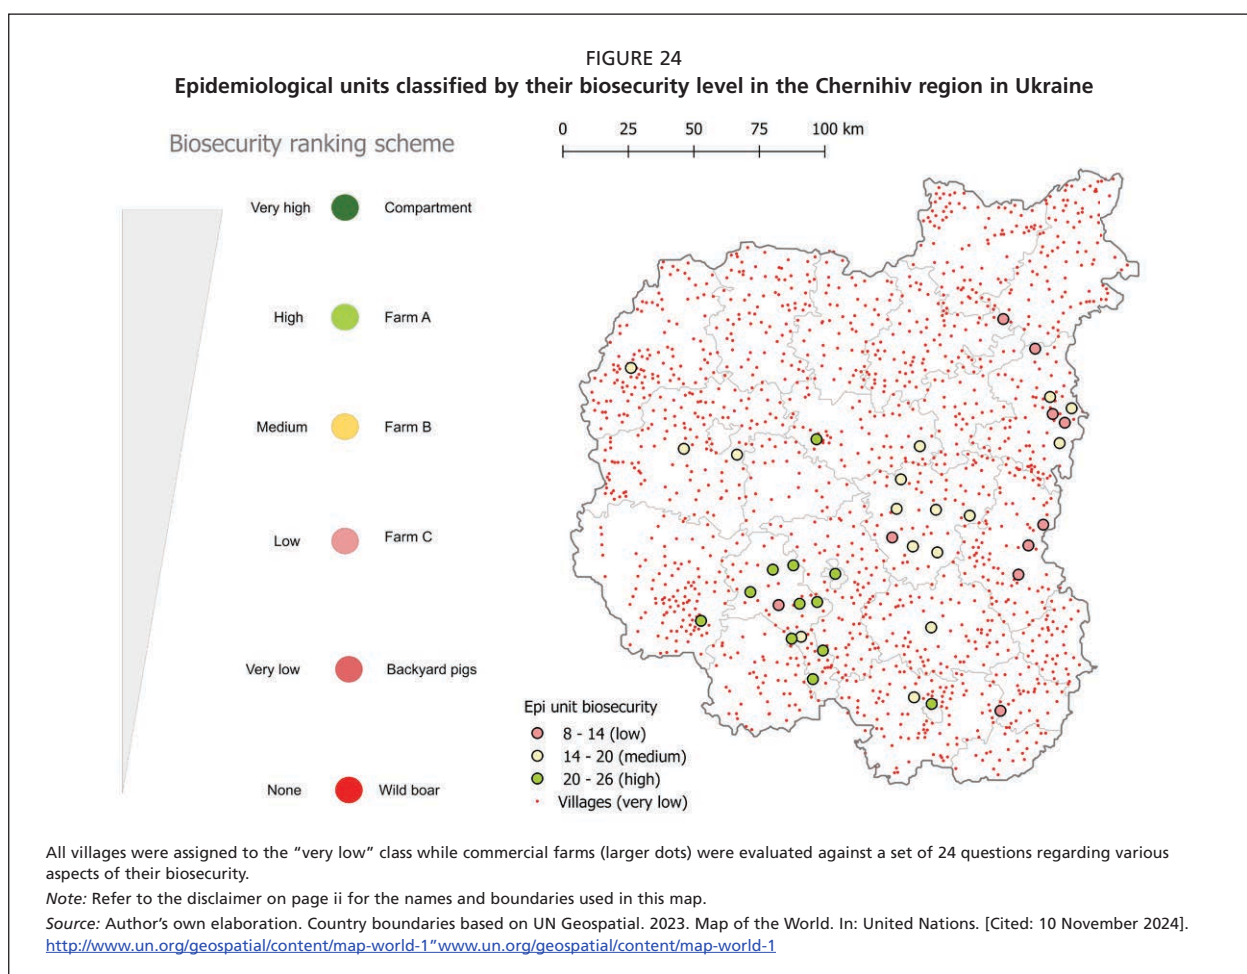 FIGURE 24
Epidemiological units classified by their biosecurity level in the Chernihiv region in Ukraine
Biosecurity ranking scheme
0 25 50 75 100 km
Very high Compartment
High Farm A
Medium Farm B
Low Farm C
Very low Backyard pigs
None Wild boar
Epi unit biosecurity
8 - 14 (low)
14 - 20 (medium)
20 - 26 (high)
Villages (very low)
All villages were assigned to the “very low” class while commercial farms (larger dots) were evaluated against a set of 24 questions regarding various
aspects of their biosecurity.
Note: Refer to the disclaimer on page ii for the names and boundaries used in this map.
Source: Author’s own elaboration. Country boundaries based on UN Geospatial. 2023. Map of the World. In: United Nations. [Cited: 10 November 2024].
http://www.un.org/geospatial/content/map-world-1”www.un.org/geospatial/content/map-world-1